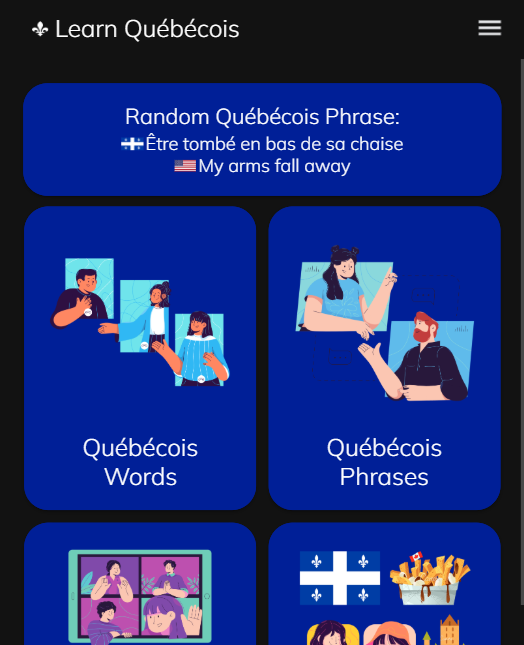 Learn Québécois
Random Québécois Phrase:
Être tombé en bas de sa chaise
My arms fall away
Québécois
Words
Québécois
Phrases